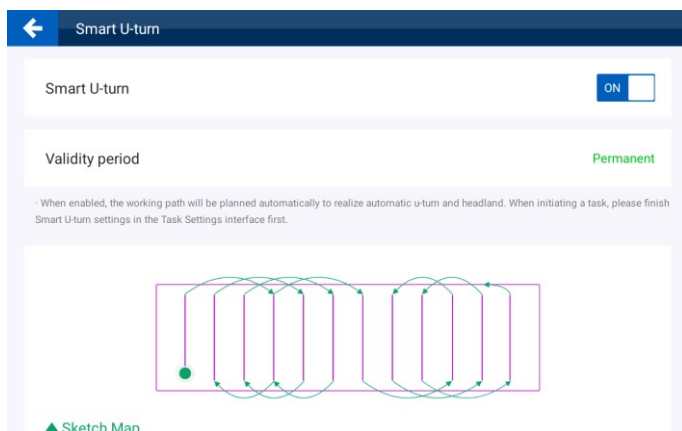 Smart U-turn
Smart U-turn
ON
Validity period
Permanent
· When enabled, the working path will be planned automatically to realize automatic u-turn and headland. When initiating a task, please finish
Smart U-turn settings in the Task Settings interface first.
Sketch Map